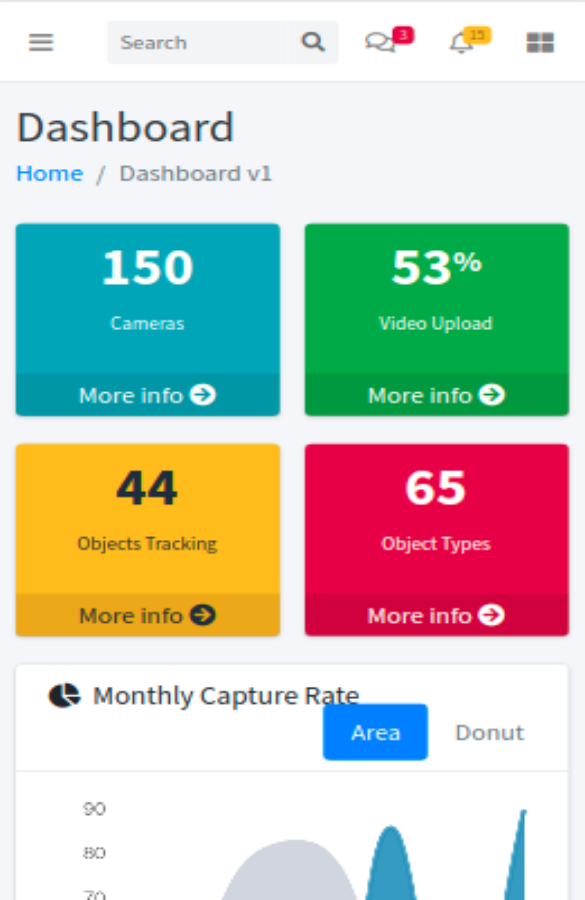 Search
3
15
Dashboard
Home / Dashboard v1
150
Cameras
More info
53%
Video Upload
More info
44
Objects Tracking
More info
65
Object Types
More info
Monthly Capture Rate
Area
Donut
90
80
70